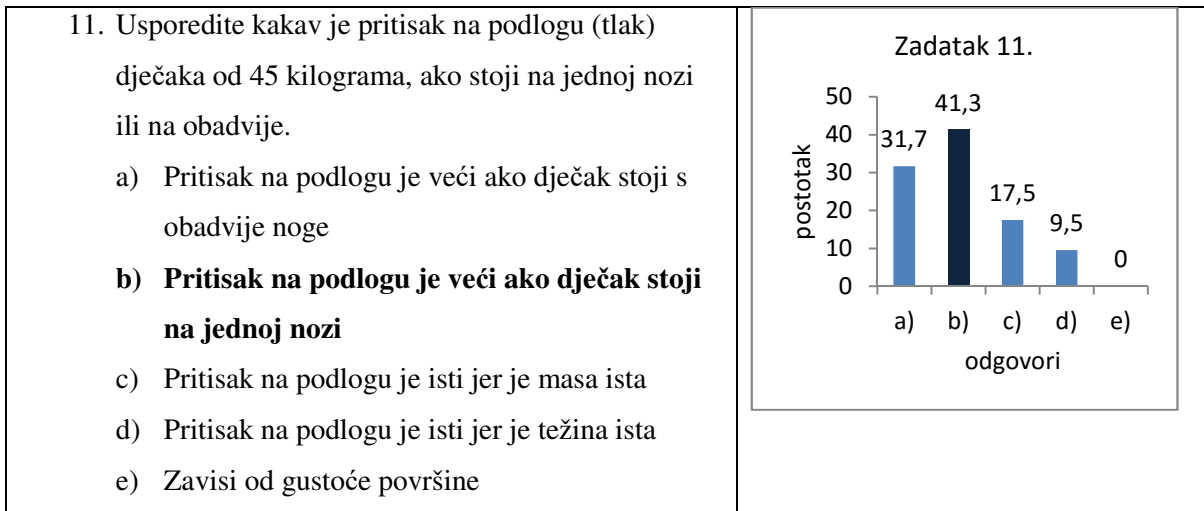 11. Usporedite kakav je pritisak na podlogu (tlak)
dječaka od 45 kilograma, ako stoji na jednoj nozi
ili na obadvije.
a) Pritisak na podlogu je veći ako dječak stoji s
obadvije noge
b) Pritisak na podlogu je veći ako dječak stoji
na jednoj nozi
c) Pritisak na podlogu je isti jer je masa ista
d) Pritisak na podlogu je isti jer je težina ista
e) Zavisi od gustoće površine
Zadatak 11.
postotak
50
40
30
20
10
0
31,7
41,3
17,5
9,5
0
a) b) c) d) e)
odgovori